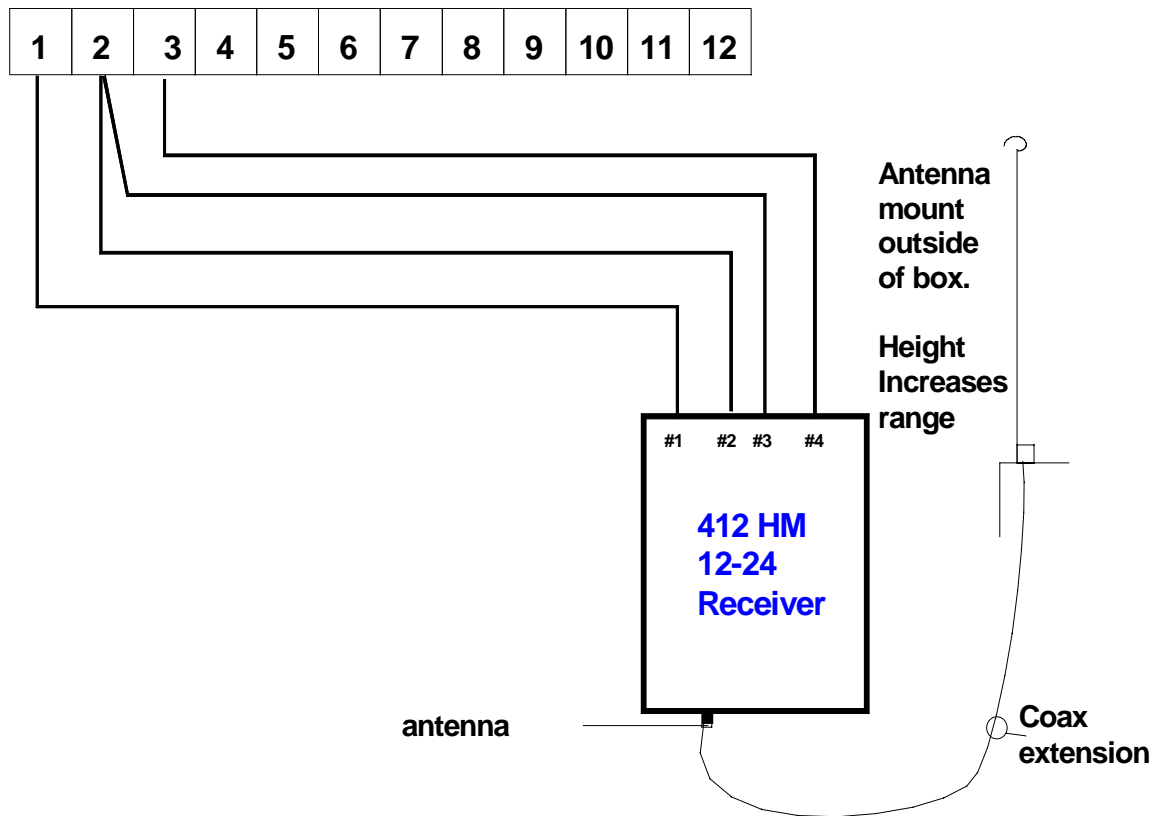 1 2 3 4 5 6 7 8 9 10 11 12
Antenna
mount
outside
of box.
Height
Increases
range
#1 #2 #3 #4
412 HM
12-24
Receiver
antenna
Coax
extension